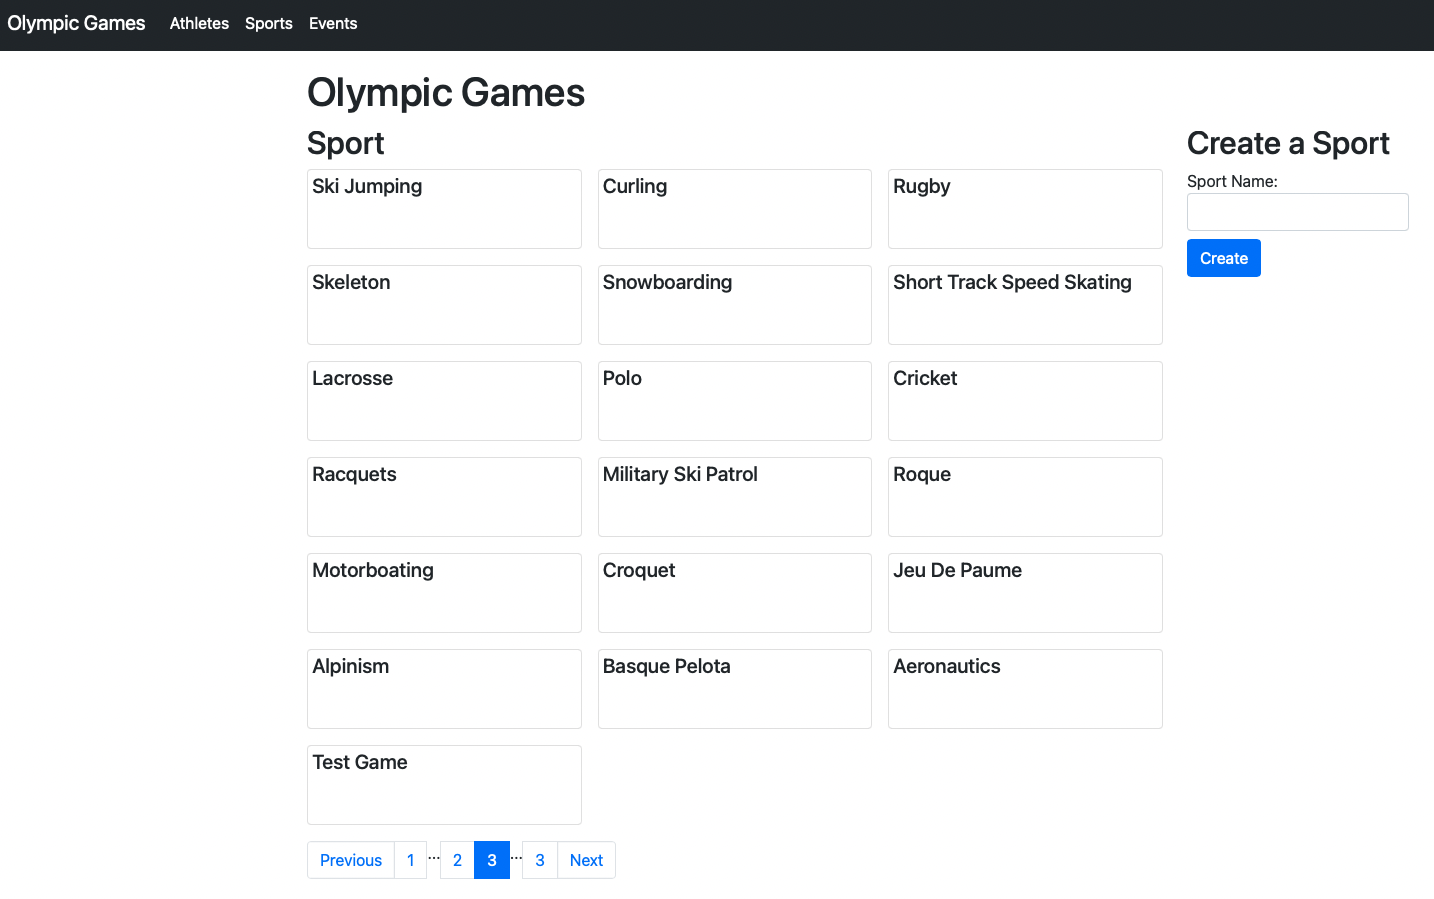 Olympic Games Athletes Sports Events
Olympic Games
Sport
Ski Jumping Curling Rugby
Skeleton Snowboarding Short Track Speed Skating
Lacrosse Polo Cricket
Racquets Military Ski Patrol Roque
Motorboating Croquet Jeu De Paume
Alpinism Basque Pelota Aeronautics
Test Game
Previous 1 ... 2 3 ... 3 Next
Create a Sport
Sport Name:
Create